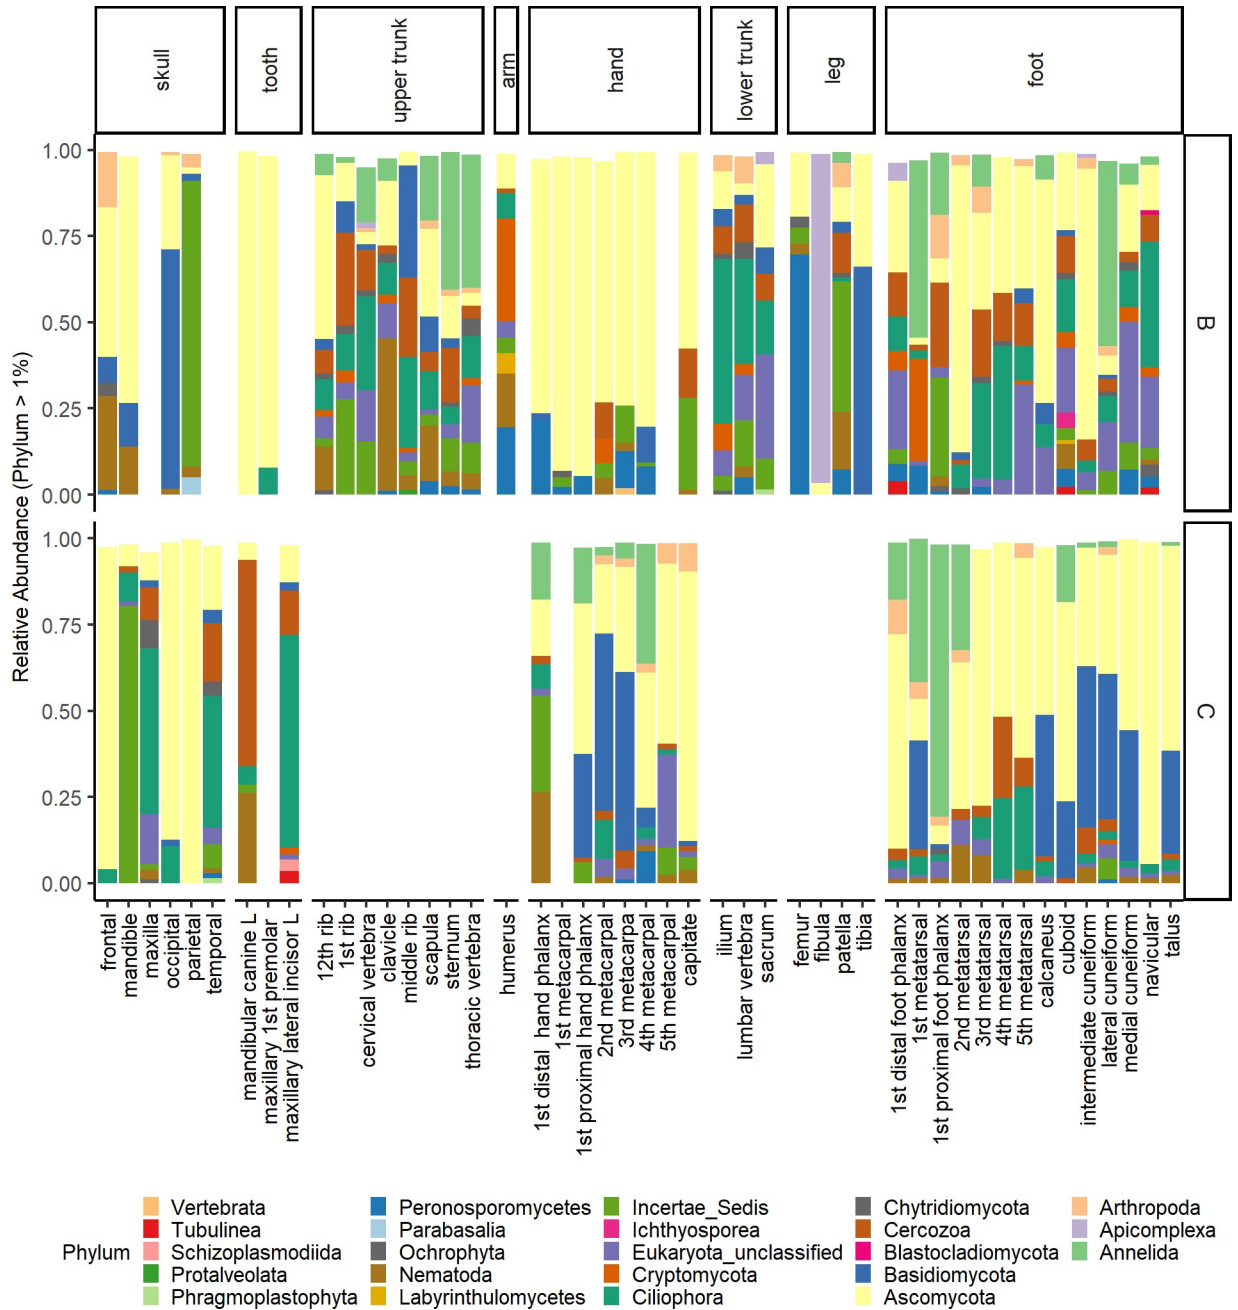 skull
tooth
upper trunk
arm
hand
lower trunk
leg
foot
B
C
Relative Abundance (Phylum > 1%)
1.00
0.75
0.50
0.25
0.00
1.00
0.75
0.50
0.25
0.00
frontal
mandible
maxilla
occipital
parietal
temporal
mandibular canine L
maxillary 1st premolar
maxillary lateral incisor L
12th rib
1st rib
cervical vertebra
clavicle
middle rib
scapula
sternum
thoracic vertebra
humerus
1st distal hand phalanx
1st metacarpal
1st proximal hand phalanx
2nd metacarpal
3rd metacarpa
4th metacarpal
5th metacarpal
capitate
ilium
lumbar vertebra
sacrum
femur
fibula
patella
tibia
1st distal foot phalanx
1st metatarsal
1st proximal foot phalanx
2nd metatarsal
3rd metatarsal
4th metatarsal
5th metatarsal
calcaneus
cuboid
intermediate cuneiform
lateral cuneiform
medial cuneiform
navicular
talus
Phylum
Vertebrata
Tubulinea
Schizoplasmodiida
Protalveolata
Phragmoplastophyta
Peronosporomycetes
Parabasalia
Ochrophyta
Nematoda
Labyrinthulomycetes
Incertae_Sedis
Ichthyosporea
Eukaryota_unclassified
Cryptomycota
Ciliophora
Chytridiomycota
Cercozoa
Blastocladiomycota
Basidiomycota
Ascomycota
Arthropoda
Apicomplexa
Annelida